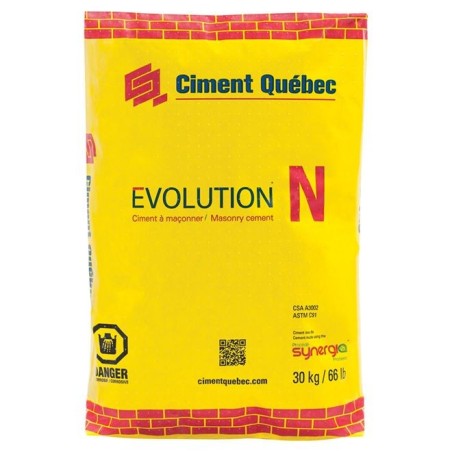 Ciment Québec
EVOLUTION N
Ciment à maçonner / Masonry cement
CSA A3002
ASTM C91
Synergia
DANGER
cimentquebec.com
30 kg / 66 lb